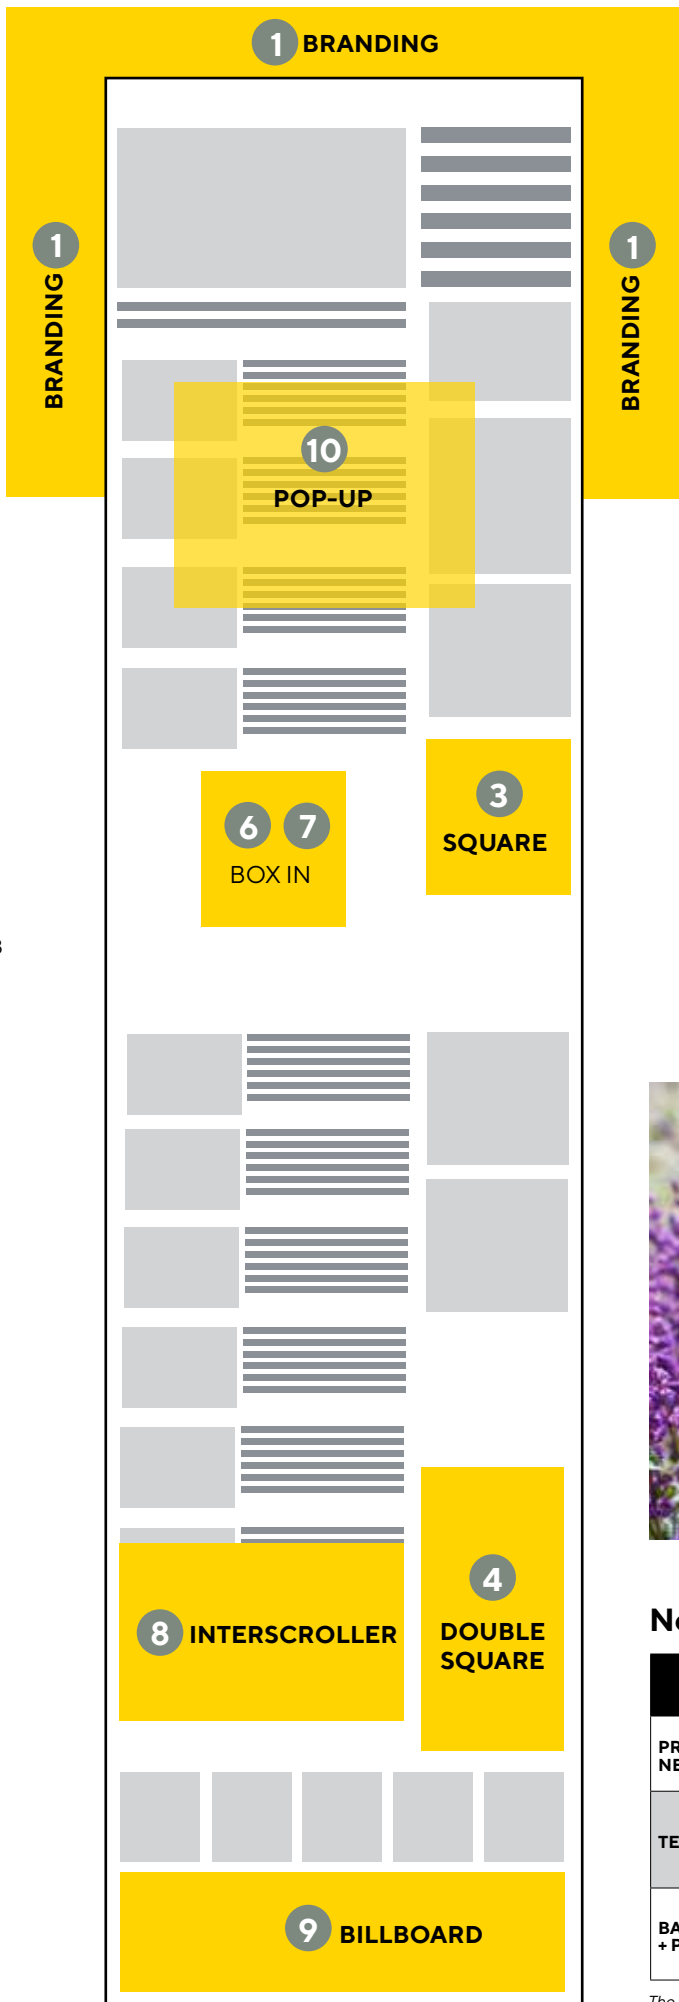 1 BRANDING
1 BRANDING
1 BRANDING
10
POP-UP
6 7
BOX IN
3
SQUARE
8 INTERSCROLLER
4
DOUBLE
SQUARE
9 BILLBOARD
The